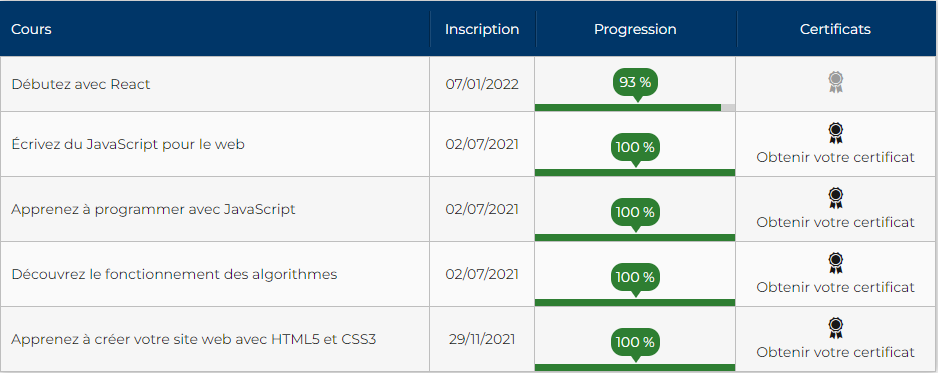 Cours Inscription Progression Certificats
Débutez avec React 07/01/2022 93 %
Écrivez du JavaScript pour le web 02/07/2021 100 % Obtenir votre certificat
Apprenez à programmer avec JavaScript 02/07/2021 100 % Obtenir votre certificat
Découvrez le fonctionnement des algorithmes 02/07/2021 100 % Obtenir votre certificat
Apprenez à créer votre site web avec HTML5 et CSS3 29/11/2021 100 % Obtenir votre certificat